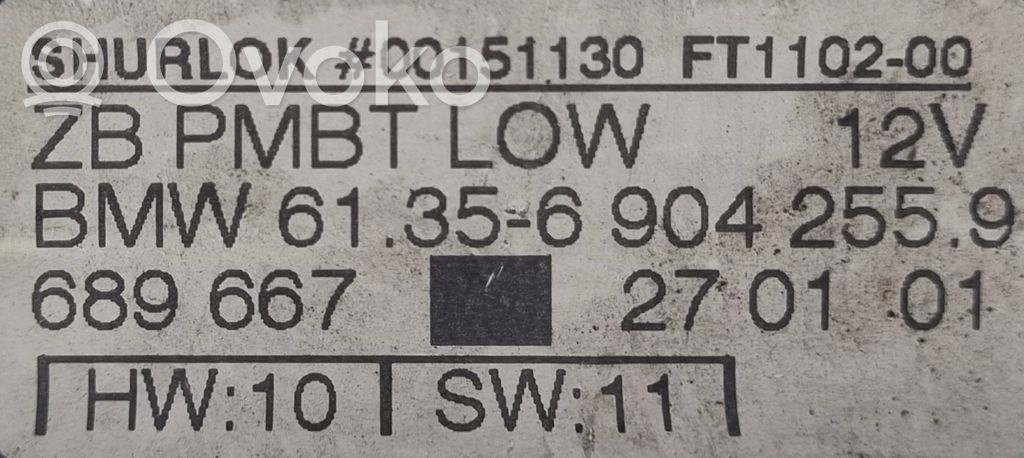 SHURLOK #00151130 FT1102-00
ZB PMBT LOW 12V
BMW 61.35-6 904 255.9
689 667 27 01 01
HW:10 SW:11
Ovoko